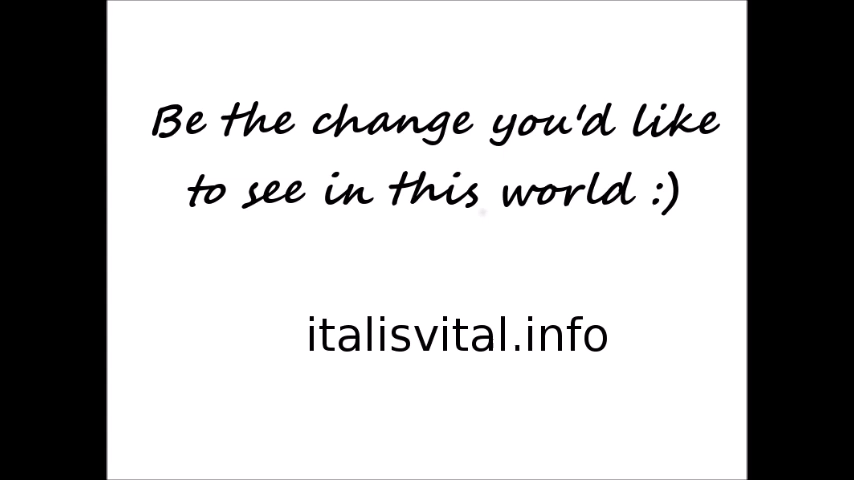 Be the change you'd like
to see in this world :)
italisvital.info